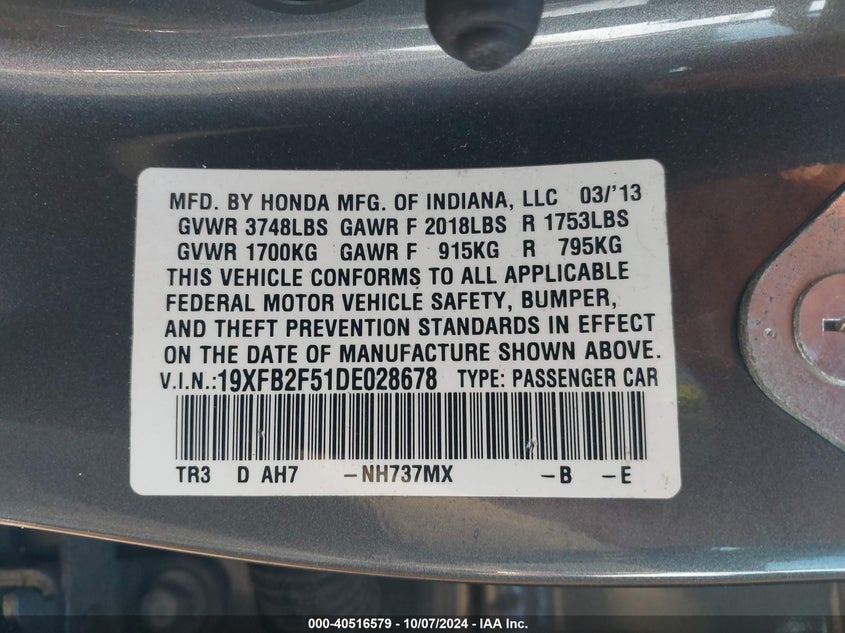 MFD. BY HONDA MFG. OF INDIANA, LLC 03/'13
GVWR 3748LBS GAWR F 2018LBS R 1753LBS
GVWR 1700KG GAWR F 915KG R 795KG
THIS VEHICLE CONFORMS TO ALL APPLICABLE
FEDERAL MOTOR VEHICLE SAFETY, BUMPER,
AND THEFT PREVENTION STANDARDS IN EFFECT
ON THE DATE OF MANUFACTURE SHOWN ABOVE.
V.I.N.:19XFB2F51DE028678 TYPE: PASSENGER CAR
TR3 D AH7 –NH737MX –B –E
000-40516579 | 10/07/2024 – IAA Inc.